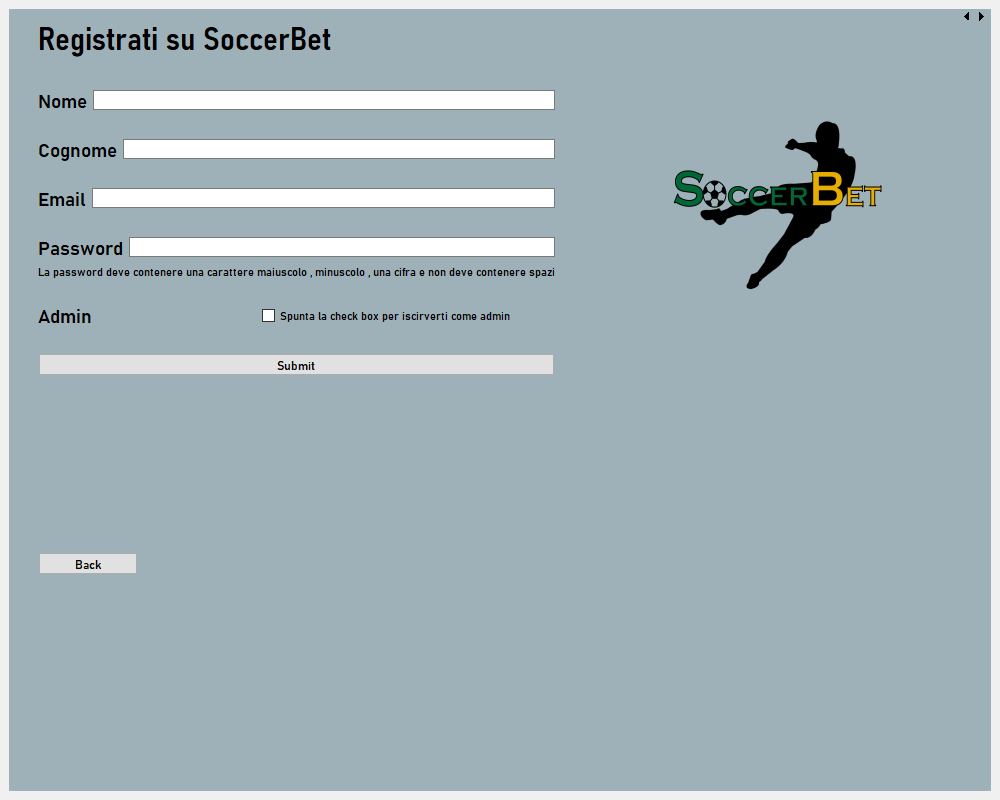 Registrati su SoccerBet
Nome
Cognome
Email
Password
La password deve contenere una carattere maiuscolo , minuscolo , una cifra e non deve contenere spazi
Admin
Spunta la check box per iscirverti come admin
Submit
SoccerBet
Back